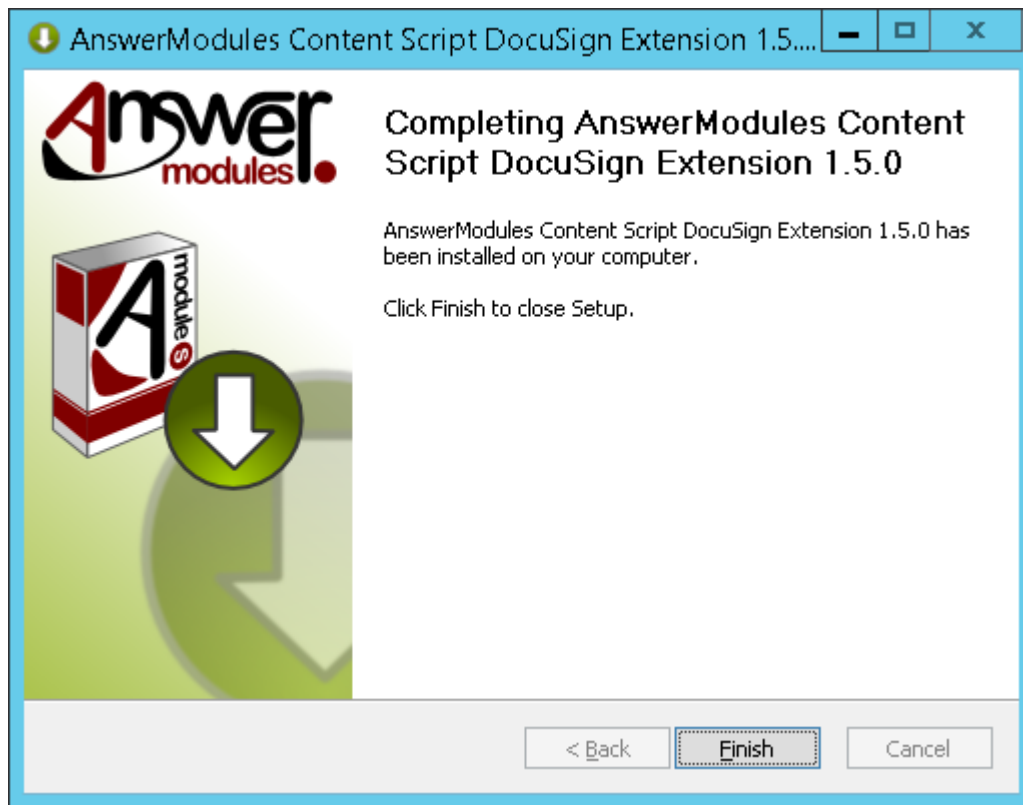 AnswerModules Content Script DocuSign Extension 1.5....
Answer
modules
Completing AnswerModules Content
Script DocuSign Extension 1.5.0
AnswerModules Content Script DocuSign Extension 1.5.0 has
been installed on your computer.
Click Finish to close Setup.
A
module s
< Back
Finish
Cancel